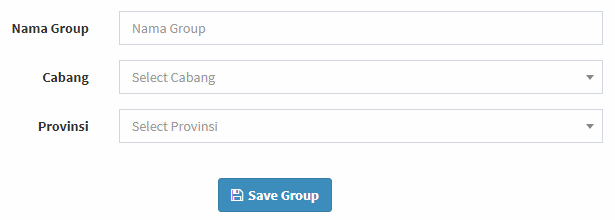 Nama Group Nama Group
Cabang Select Cabang
Provinsi Select Provinsi
Save Group